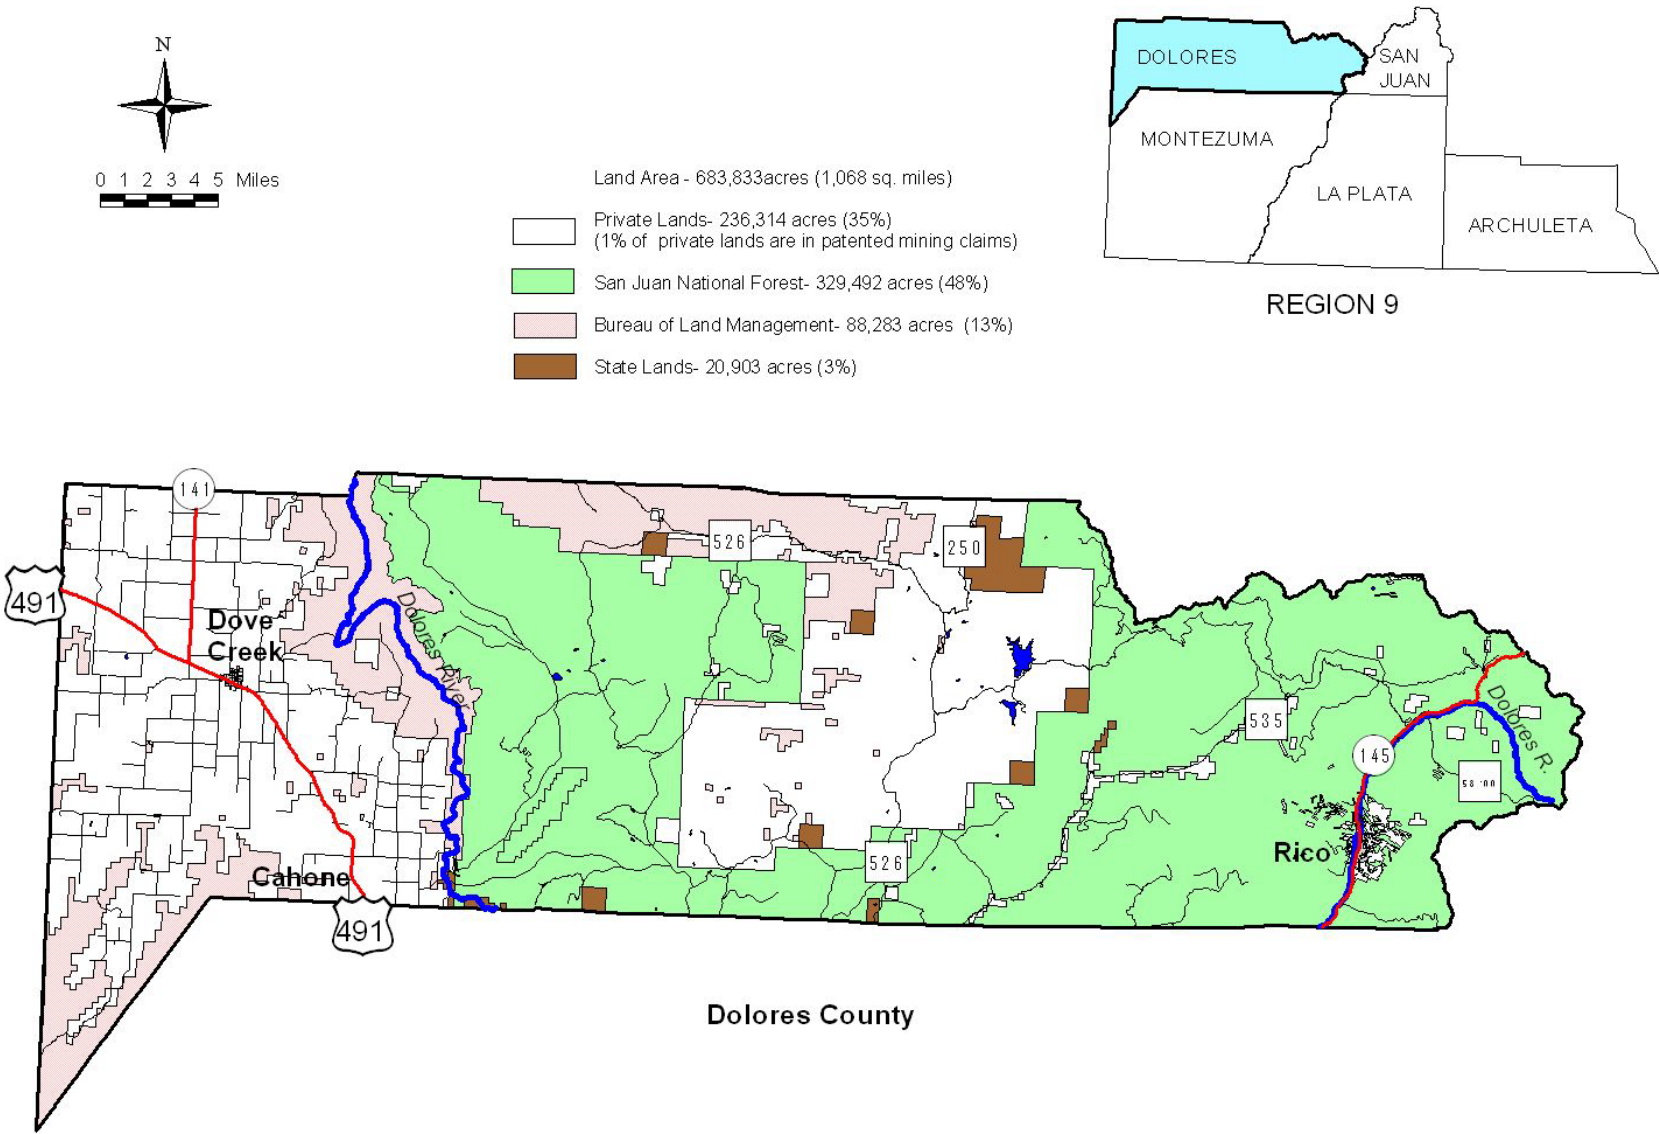 N
0 1 2 3 4 5 Miles
Land Area - 683,833acres (1,068 sq. miles)
Private Lands- 236,314 acres (35%)
(1% of private lands are in patented mining claims)
San Juan National Forest- 329,492 acres (48%)
Bureau of Land Management- 88,283 acres (13%)
State Lands- 20,903 acres (3%)
DOLORES
SAN
JUAN
MONTEZUMA
LA PLATA
ARCHULETA
REGION 9
141
491
526
250
Dove
Creek
Dolores River
535
Dolores R.
145
58 00
Rico
526
Cahone
491
Dolores County